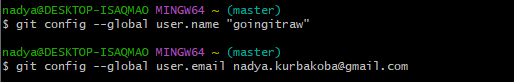 nadya@DESKTOP-ISAQMAO MINGW64 ~ (master)
$ git config --global user.name "goingitraw"
nadya@DESKTOP-ISAQMAO MINGW64 ~ (master)
$ git config --global user.email nadya.kurbakoba@gmail.com